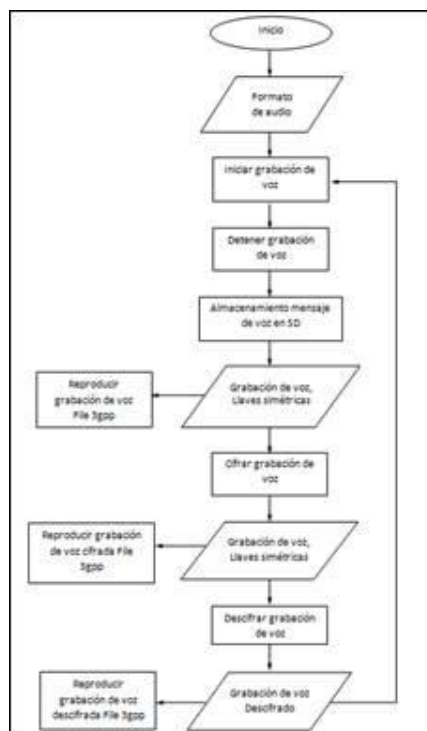 Inicio
Formato
de audio
Iniciar grabación de
voz
Detener grabación
de voz
Almacenamiento mensaje
de voz en SD
Reproducir
grabación de voz
File 3gpp
Grabación de voz,
Llaves simétricas
Cifrar grabación de
voz
Reproducir grabación
de voz cifrada File
3gpp
Grabación de voz,
Llaves simétricas
Descifrar grabación
de voz
Reproducir
grabación de voz
descifrada File 3gpp
Grabación de voz
Descifrado